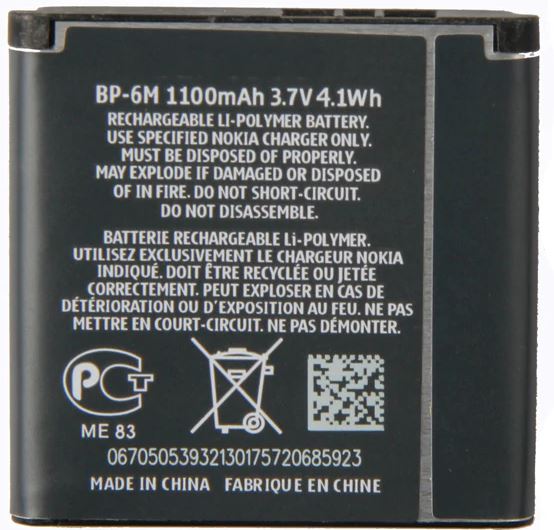 BP-6M 1100mAh 3.7V 4.1Wh
RECHARGEABLE LI-POLYMER BATTERY.
USE SPECIFIED NOKIA CHARGER ONLY.
MUST BE DISPOSED OF PROPERLY.
MAY EXPLODE IF DAMAGED OR DISPOSED
OF IN FIRE. DO NOT SHORT-CIRCUIT.
DO NOT DISASSEMBLE.
BATTERIE RECHARGEABLE Li-POLYMER.
UTILISEZ EXCLUSIVEMENT LE CHARGEUR NOKIA
INDIQUÉ. DOIT ÊTRE RECYCLÉE OU JETÉE
CORRECTEMENT. PEUT EXPLOSER EN CAS DE
DÉTÉRIORATION OU D'EXPOSITION AU FEU. NE PAS
METTRE EN COURT-CIRCUIT. NE PAS DÉMONTER.
РСТ
ME 83
0670505393213017572068592​3
MADE IN CHINA FABRIQUE EN CHINE